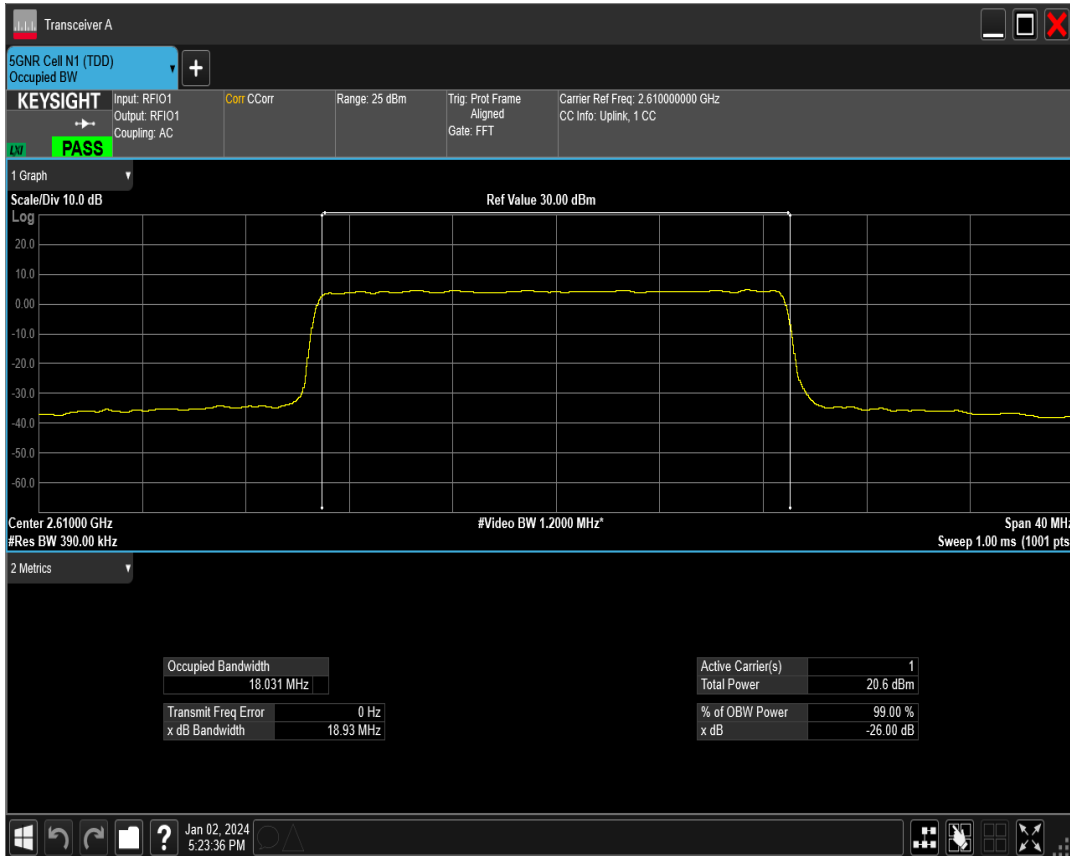 Transceiver A
5GNR Cell N1 (TDD)
Occupied BW
+
KEYSIGHT
LXI
PASS
Input: RFIO1
Output: RFIO1
Coupling: AC
Corr CCorr
Range: 25 dBm
Trig: Prot Frame
Aligned
Gate: FFT
Carrier Ref Freq: 2.610000000 GHz
CC Info: Uplink, 1 CC
1 Graph
Scale/Div 10.0 dB
Ref Value 30.00 dBm
Log
20.0
10.0
0.00
-10.0
-20.0
-30.0
-40.0
-50.0
-60.0
Center 2.61000 GHz
#Video BW 1.2000 MHz*
Span 40 MHz
#Res BW 390.00 kHz
Sweep 1.00 ms (1001 pts
2 Metrics
Occupied Bandwidth
18.031 MHz
Transmit Freq Error 0 Hz
x dB Bandwidth 18.93 MHz
Active Carrier(s) 1
Total Power 20.6 dBm
% of OBW Power 99.00 %
x dB -26.00 dB
?
Jan 02, 2024
5:23:36 PM